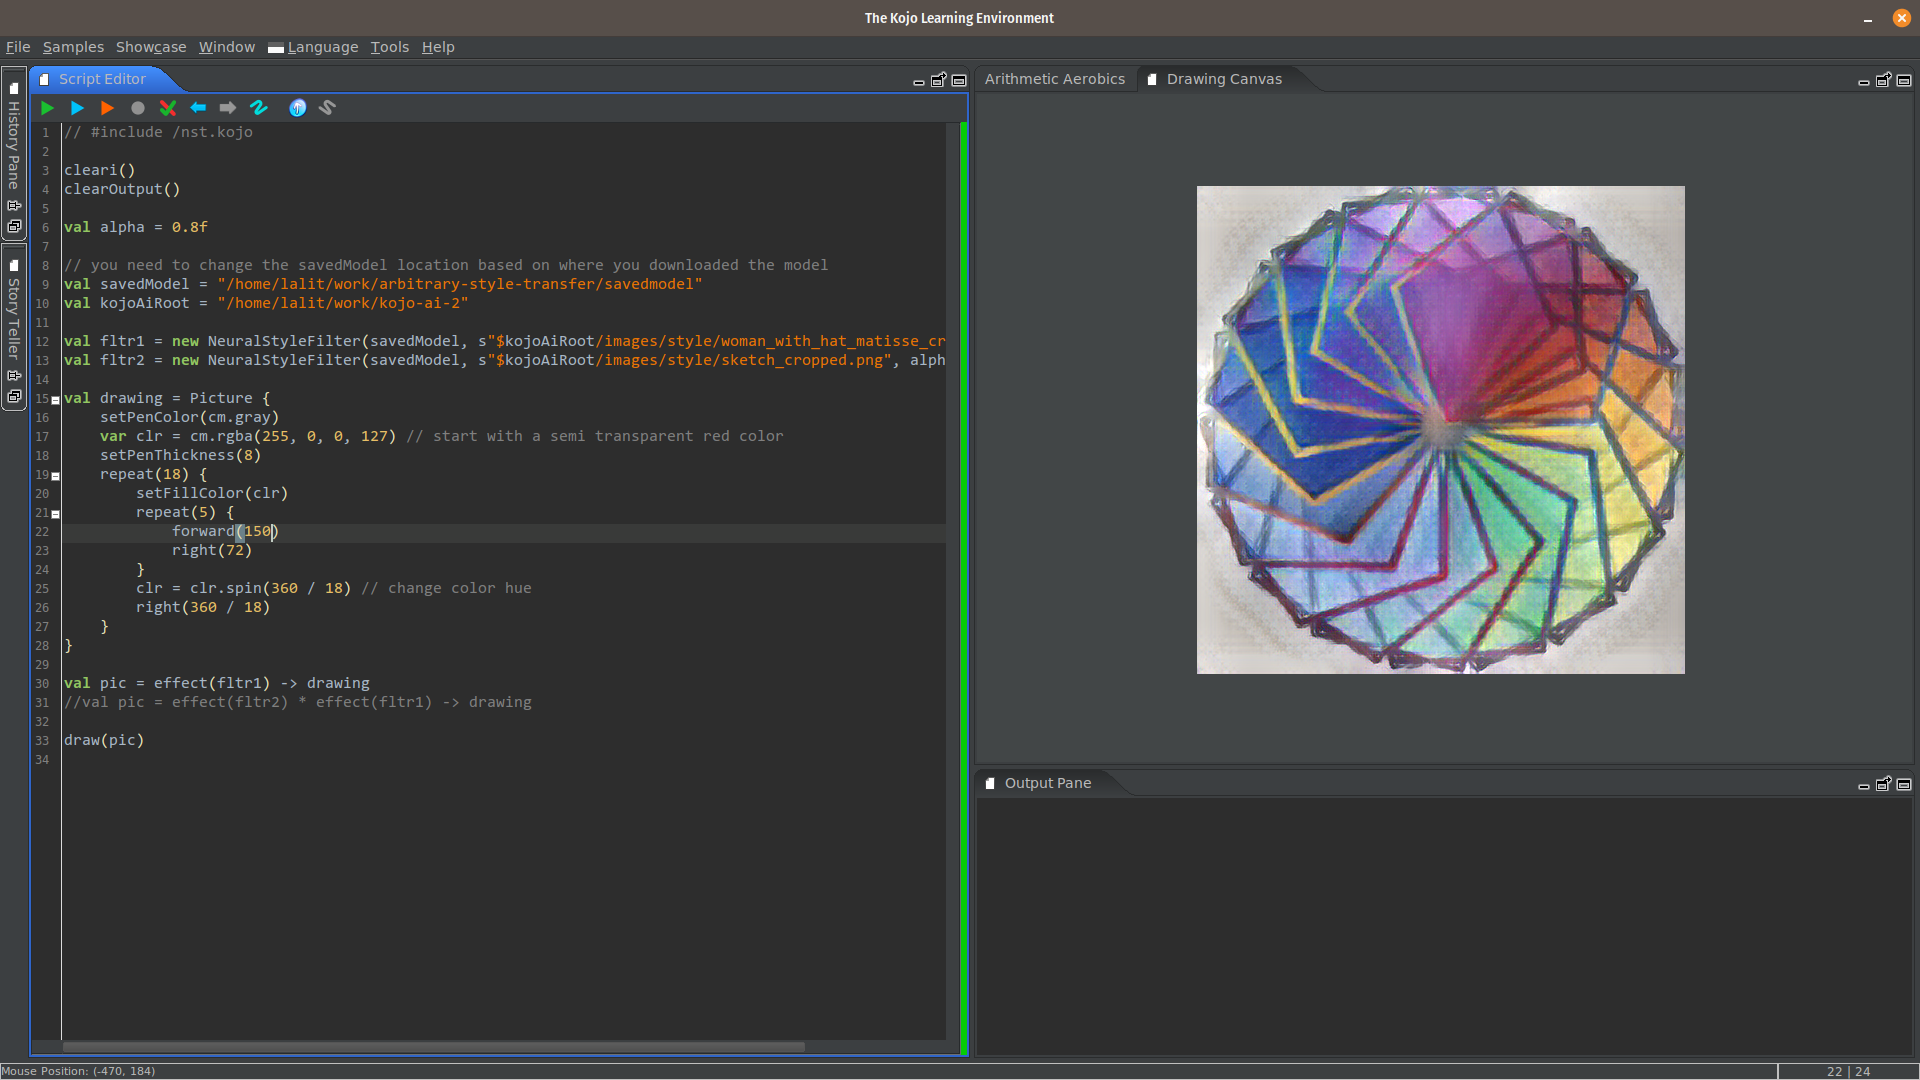 The Kojo Learning Environment
File Samples Showcase Window Language Tools Help
History Pane
Story Teller
Script Editor
1 // #include /nst.kojo
2
3 cleari()
4 clearOutput()
5
6 val alpha = 0.8f
7
8 // you need to change the savedModel location based on where you downloaded the model
9 val savedModel = "/home/lalit/work/arbitrary-style-transfer/savedmodel"
10 val kojoAiRoot = "/home/lalit/work/kojo-ai-2"
11
12 val fltr1 = new NeuralStyleFilter(savedModel, s"$kojoAiRoot/images/style/woman_with_hat_matisse_cr
13 val fltr2 = new NeuralStyleFilter(savedModel, s"$kojoAiRoot/images/style/sketch_cropped.png", alph
14
15 val drawing = Picture {
16     setPenColor(cm.gray)
17     var clr = cm.rgba(255, 0, 0, 127) // start with a semi transparent red color
18     setPenThickness(8)
19     repeat(18) {
20         setFillColor(clr)
21         repeat(5) {
22             forward(150)
23             right(72)
24         }
25         clr = clr.spin(360 / 18) // change color hue
26         right(360 / 18)
27     }
28 }
29
30 val pic = effect(fltr1) -> drawing
31 //val pic = effect(fltr2) * effect(fltr1) -> drawing
32
33 draw(pic)
34
Arithmetic Aerobics Drawing Canvas
Output Pane
Mouse Position: (-470, 184)
22 | 24